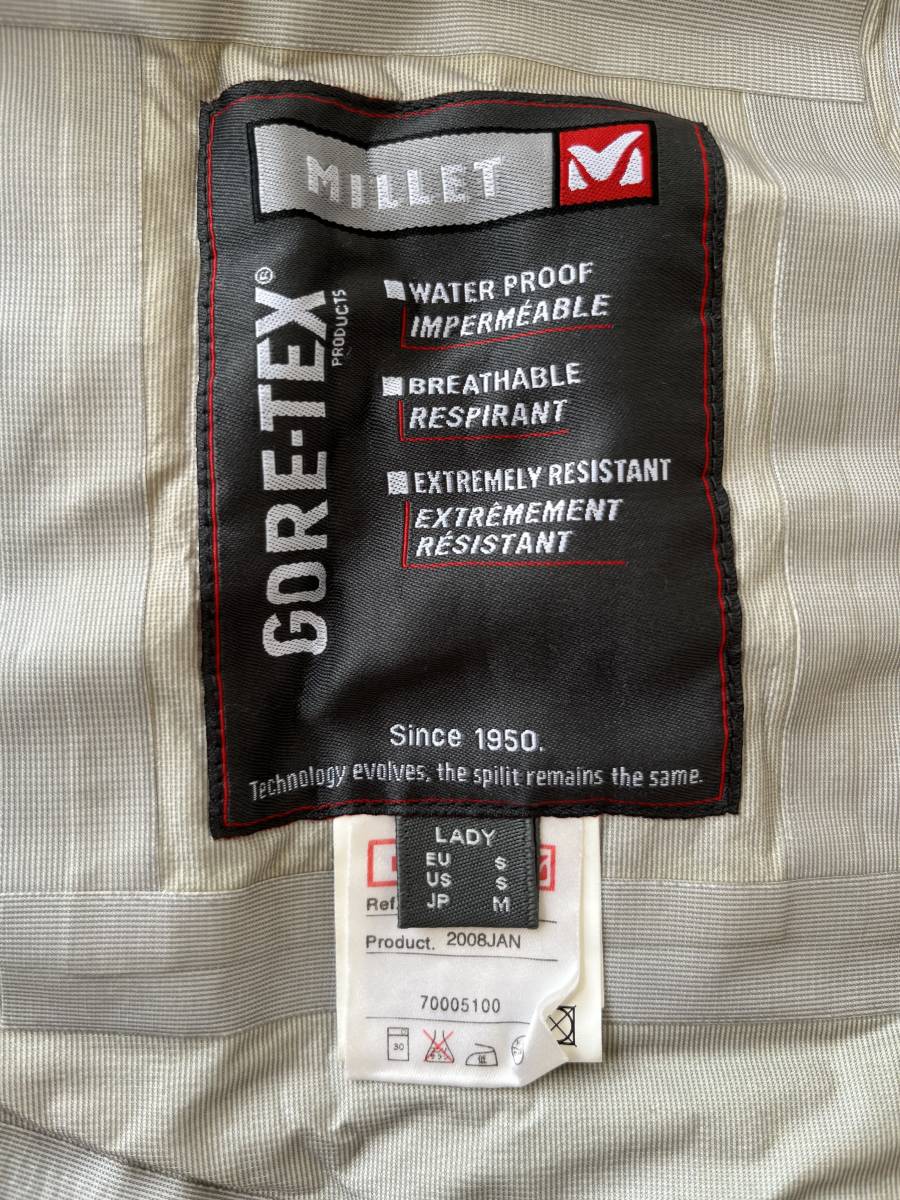 MILLET
GORE-TEX®
PRODUCTS
WATER PROOF
IMPERMÉABLE
BREATHABLE
RESPIRANT
EXTREMELY RESISTANT
EXTRÊMEMENT
RÉSISTANT
Since 1950.
Technology evolves, the spilit remains the same.
LADY
EU S
US S
JP M
Ref.
Product. 2008JAN
70005100
30
低